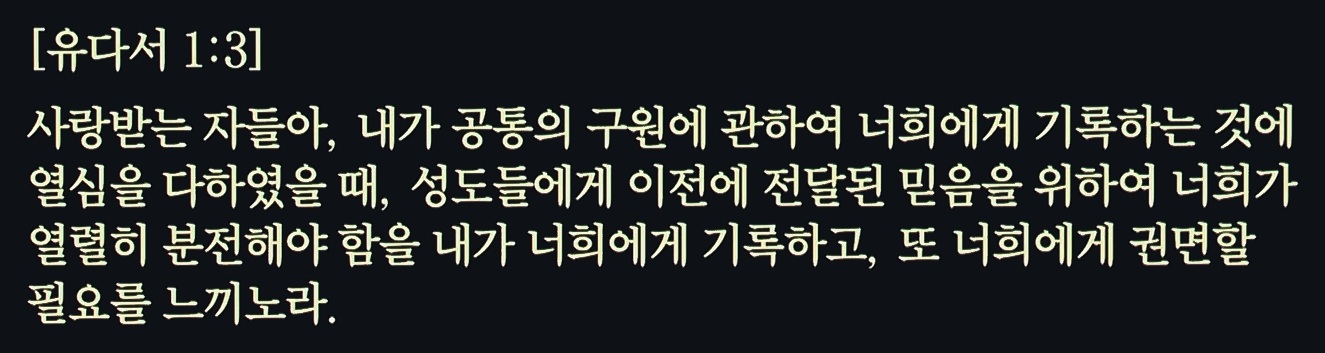 [유다서 1:3]
사랑받는 자들아, 내가 공통의 구원에 관하여 너희에게 기록하는 것에
열심을 다하였을 때, 성도들에게 이전에 전달된 믿음을 위하여 너희가
열렬히 분전해야 함을 내가 너희에게 기록하고, 또 너희에게 권면할
필요를 느끼노라.